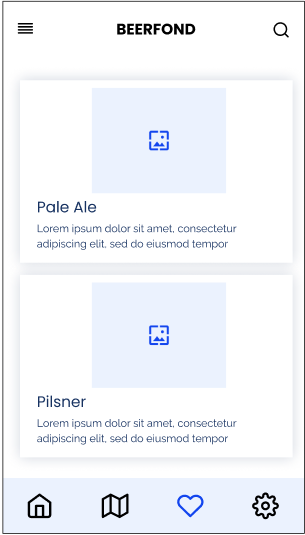 BEERFOND
Pale Ale
Lorem ipsum dolor sit amet, consectetur
adipiscing elit, sed do eiusmod tempor
Pilsner
Lorem ipsum dolor sit amet, consectetur
adipiscing elit, sed do eiusmod tempor